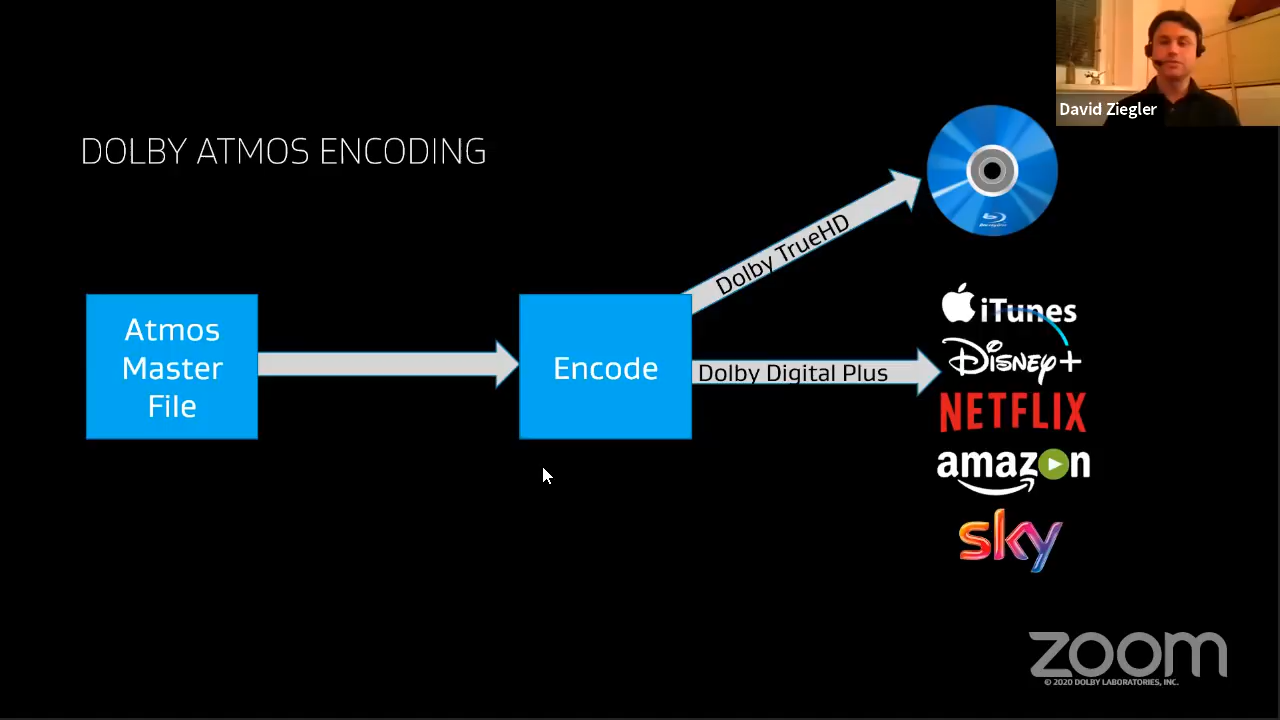 David Ziegler
DOLBY ATMOS ENCODING
Dolby TrueHD
Atmos
Master
File
Encode
Dolby Digital Plus
iTunes
Disney+
NETFLIX
amazon
sky
zoom
© 2020 DOLBY LABORATORIES, INC.